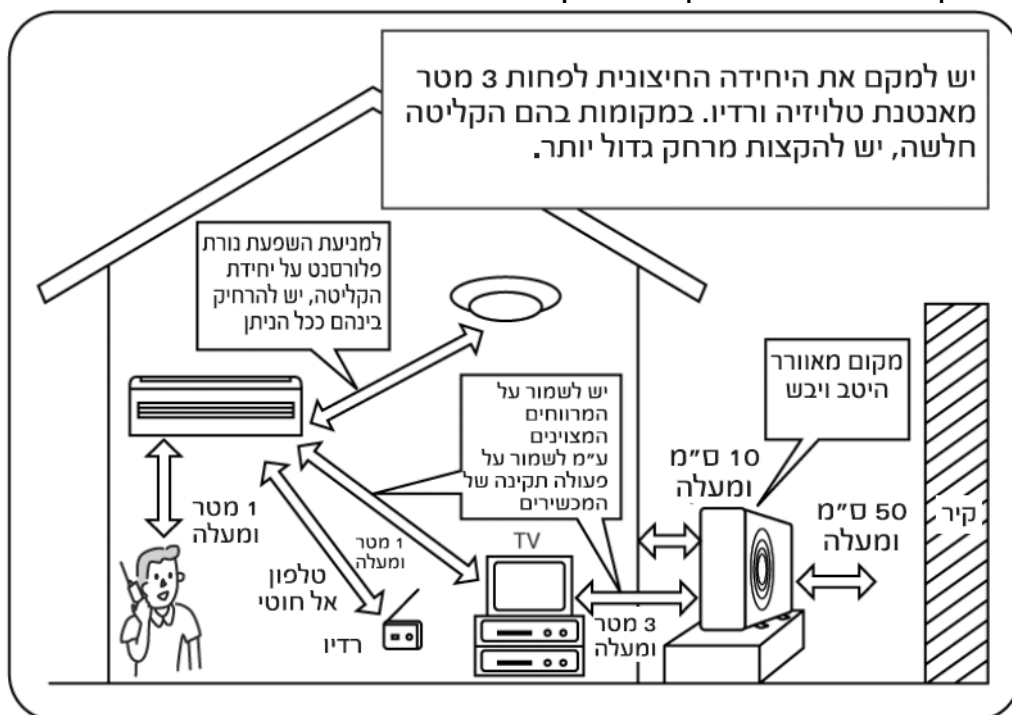 יש למקם את היחידה החיצונית לפחות 3 מטר
מאנטנת טלויזיה ורדיו. במקומות בהם הקליטה
חלשה, יש להקצות מרחק גדול יותר.
למניעת השפעת נורת
פלורסנט על יחידת
הקליטה, יש להרחיק
בינהם ככל הניתן
מקום מאוורר
היטב ויבש
יש לשמור על
המרווחים
המצוינים
ע״מ לשמור על
פעולה תקינה של
המכשירים
10 ס״מ
ומעלה
50 ס״מ
ומעלה
קיר
1 מטר
ומעלה
1 מטר
ומעלה
TV
טלפון
אל חוטי
רדיו
3 מטר
ומעלה